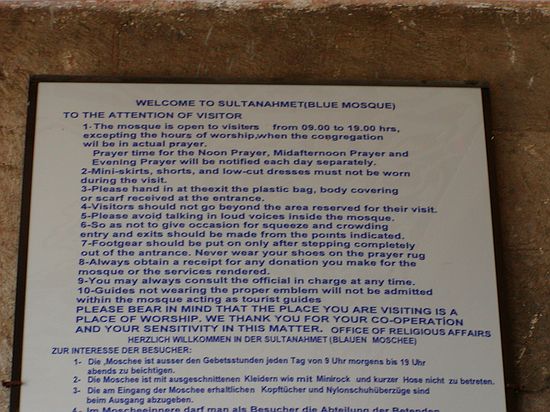 WELCOME TO SULTANAHMET(BLUE MOSQUE)
TO THE ATTENTION OF VISITOR
1-The mosque is open to visiters from 09.00 to 19.00 hrs,
excepting the hours of worship,when the congregation
wil be in actual prayer.
Prayer time for the Noon Prayer, Midafternoon Prayer and
Evening Prayer will be notified each day separately.
2-Mini-skirts, shorts, and low-cut dresses must not be worn
during the visit.
3-Please hand in at theexit the plastic bag, body covering
or scarf received at the entrance.
4-Visitors should not go beyond the area reserved for their visit.
5-Please avoid talking in loud voices inside the mosque.
6-So as not to give occasion for squeeze and crowding
entry and exits should be made from the points indicated.
7-Footgear should be put on only after stepping completely
out of the antrance. Never wear your shoes on the prayer rug
8-Always obtain a receipt for any donation you make for the
mosque or the services rendered.
9-You may always consult the official in charge at any time.
10-Guides not wearing the proper emblem will not be admitted
within the mosque acting as tourist guides
PLEASE BEAR IN MIND THAT THE PLACE YOU ARE VISITING IS A
PLACE OF WORSHIP. WE THANK YOU FOR YOUR CO-OPERATİON
AND YOUR SENSITIVITY IN THIS MATTER. OFFICE OF RELIGIOUS AFFAIRS
HERZLICH WILLKOMMEN IN DER SULTANAHMET (BLAUEN MOSCHEE)
ZUR INTERESSE DER BESUCHER:
1- Die ,Moschee ist ausser den Gebetsstunden jeden Tag von 9 Uhr morgens bis 19 Uhr
abends zu beichtigen.
2- Die Moschee ist mit ausgeschnittenen Kleidern wie mit Minirock und kurzer Hose nicht zu betreten.
3- Die am Eingang der Moschee erhaltlichen Kopftücher und Nylonschuhüberzüge sind
beim Ausgang abzugeben.
4- Im Moscheeinnere darf man als Besucher die Abteilung der Betenden